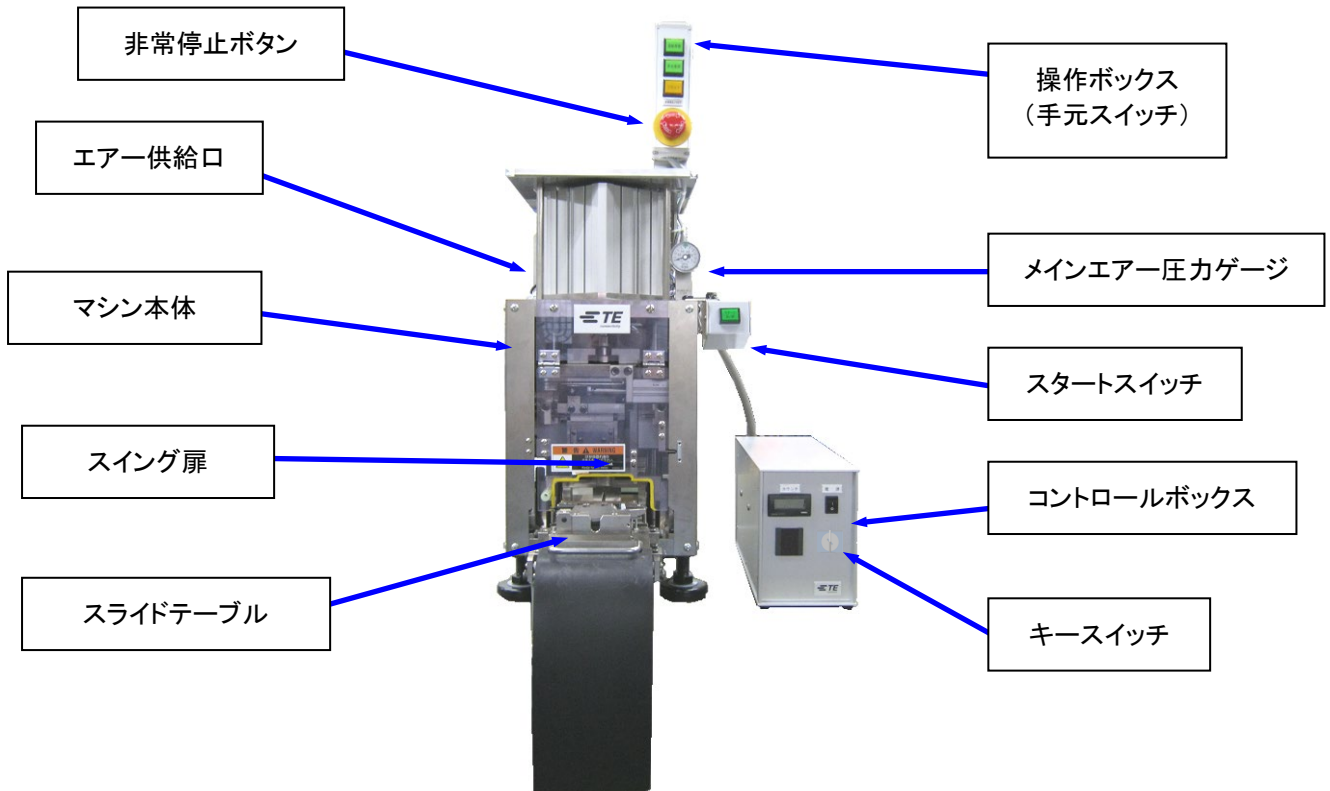 非常停止ボタン
操作ボックス
(手元スイッチ)
エアー供給口
メインエアー圧力ゲージ
マシン本体
TE
スタートスイッチ
スイング扉
警告 WARNING
コントロールボックス
スライドテーブル
TE
キースイッチ